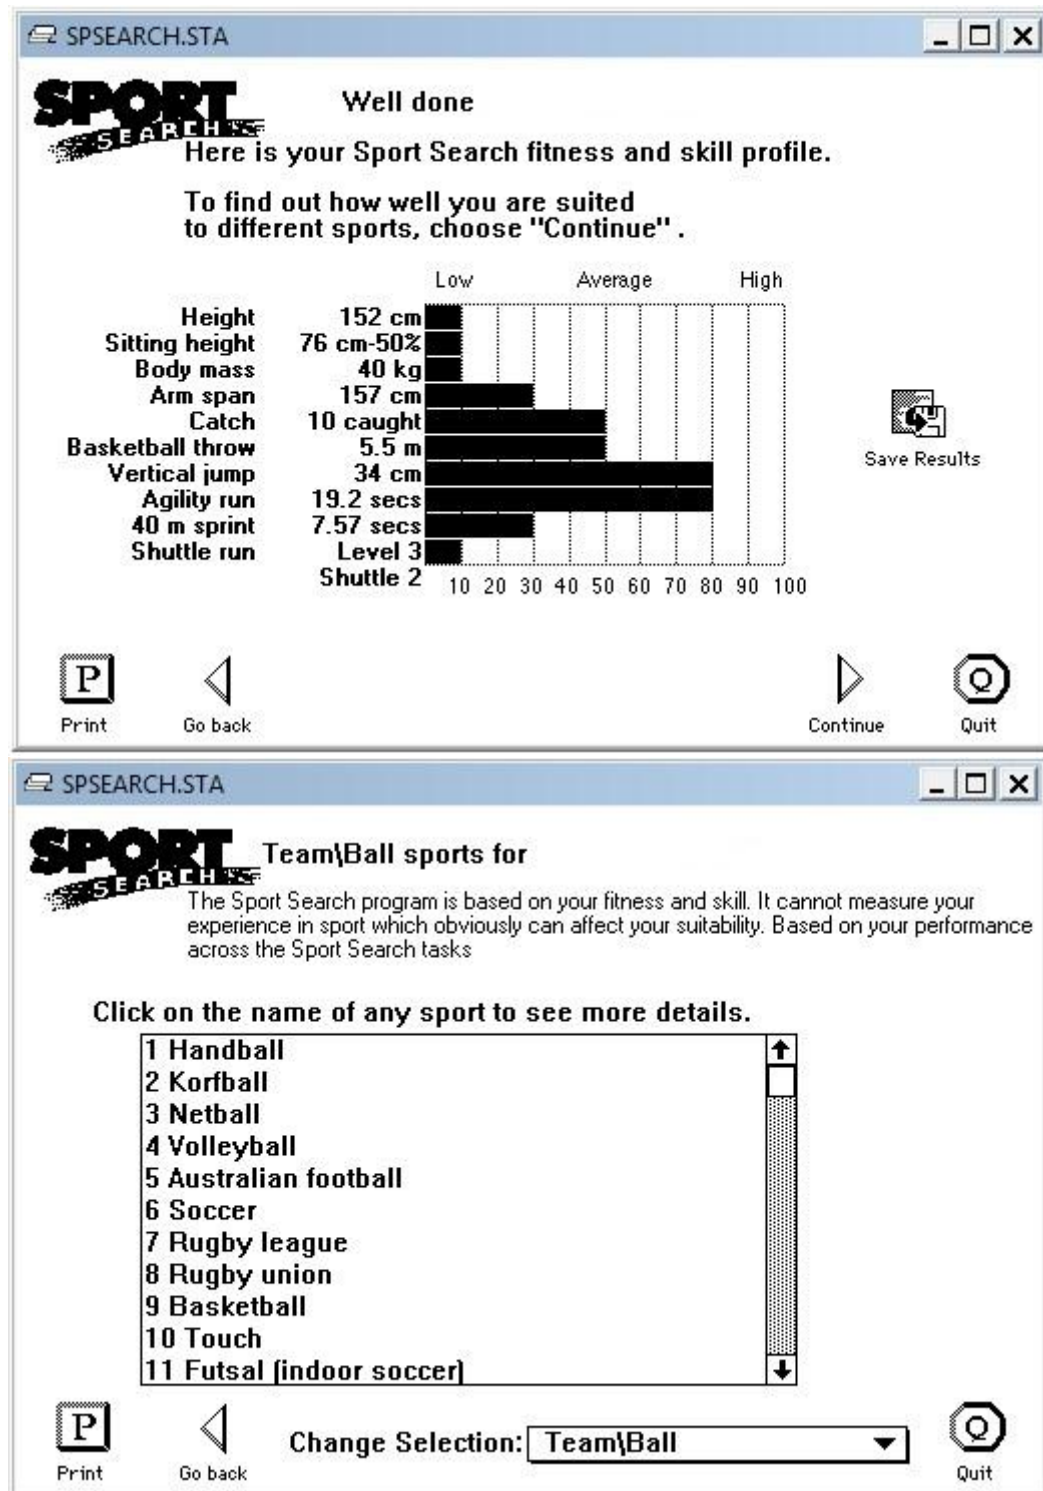 SPSEARCH.STA
SPORT
SEARCH
Well done
Here is your Sport Search fitness and skill profile.
To find out how well you are suited
to different sports, choose "Continue" .
Low Average High
Height 152 cm
Sitting height 76 cm-50%
Body mass 40 kg
Arm span 157 cm
Catch 10 caught
Basketball throw 5.5 m
Vertical jump 34 cm
Agility run 19.2 secs
40 m sprint 7.57 secs
Shuttle run Level 3
Shuttle 2
10 20 30 40 50 60 70 80 90 100
Save Results
P Q
Print Go back Continue Quit
SPSEARCH.STA
SPORT
SEARCH
Team\Ball sports for
The Sport Search program is based on your fitness and skill. It cannot measure your
experience in sport which obviously can affect your suitability. Based on your performance
across the Sport Search tasks
Click on the name of any sport to see more details.
1 Handball
2 Korfball
3 Netball
4 Volleyball
5 Australian football
6 Soccer
7 Rugby league
8 Rugby union
9 Basketball
10 Touch
11 Futsal (indoor soccer)
P Q
Change Selection: Team\Ball
Print Go back Quit